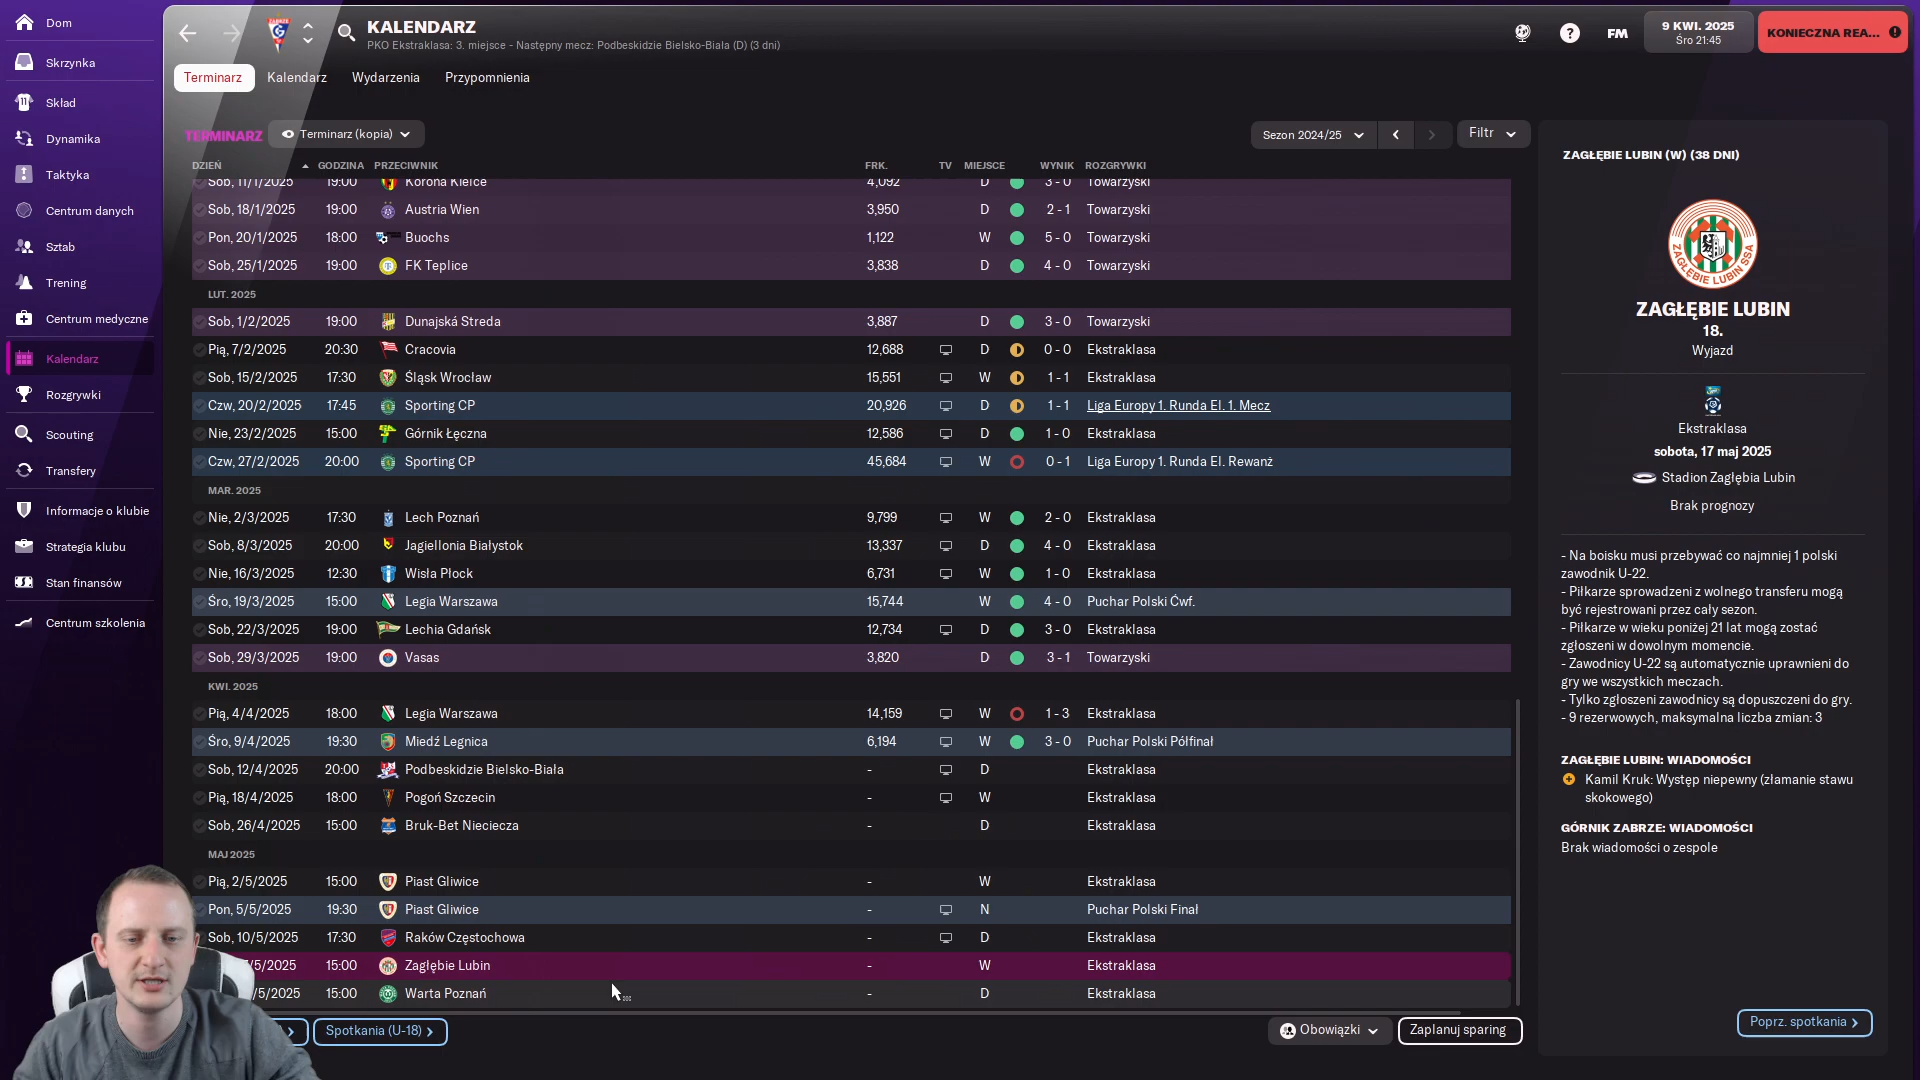 Dom
Skrzynka
Skład
Dynamika
Taktyka
Centrum danych
Sztab
Trening
Centrum medyczne
Kalendarz
Rozgrywki
Scouting
Transfery
Informacje o klubie
Strategia klubu
Stan finansów
Centrum szkolenia
KALENDARZ
PKO Ekstraklasa: 3. miejsce - Następny mecz: Podbeskidzie Bielsko-Biała (D) (3 dni)
FM
9 KWI. 2025
Śro 21:45
KONIECZNA REA...
Terminarz Kalendarz Wydarzenia Przypomnienia
TERMINARZ Terminarz (kopia) Sezon 2024/25 Filtr
DZIEŃ GODZINA PRZECIWNIK FRK. TV MIEJSCE WYNIK ROZGRYWKI
Sob, 11/1/2025 19:00 Korona Kielce 4,092 D 3 - 0 Towarzyski
Sob, 18/1/2025 19:00 Austria Wien 3,950 D 2 - 1 Towarzyski
Pon, 20/1/2025 18:00 Buochs 1,122 W 5 - 0 Towarzyski
Sob, 25/1/2025 19:00 FK Teplice 3,838 D 4 - 0 Towarzyski
LUT. 2025
Sob, 1/2/2025 19:00 Dunajská Streda 3,887 D 3 - 0 Towarzyski
Pią, 7/2/2025 20:30 Cracovia 12,688 D 0 - 0 Ekstraklasa
Sob, 15/2/2025 17:30 Śląsk Wrocław 15,551 W 1 - 1 Ekstraklasa
Czw, 20/2/2025 17:45 Sporting CP 20,926 D 1 - 1 Liga Europy 1. Runda El. 1. Mecz
Nie, 23/2/2025 15:00 Górnik Łęczna 12,586 D 1 - 0 Ekstraklasa
Czw, 27/2/2025 20:00 Sporting CP 45,684 W 0 - 1 Liga Europy 1. Runda El. Rewanż
MAR. 2025
Nie, 2/3/2025 17:30 Lech Poznań 9,799 W 2 - 0 Ekstraklasa
Sob, 8/3/2025 20:00 Jagiellonia Białystok 13,337 D 4 - 0 Ekstraklasa
Nie, 16/3/2025 12:30 Wisła Płock 6,731 W 1 - 0 Ekstraklasa
Śro, 19/3/2025 15:00 Legia Warszawa 15,744 W 4 - 0 Puchar Polski Ćwf.
Sob, 22/3/2025 19:00 Lechia Gdańsk 12,734 D 3 - 0 Ekstraklasa
Sob, 29/3/2025 19:00 Vasas 3,820 D 3 - 1 Towarzyski
KWI. 2025
Pią, 4/4/2025 18:00 Legia Warszawa 14,159 W 1 - 3 Ekstraklasa
Śro, 9/4/2025 19:30 Miedź Legnica 6,194 W 3 - 0 Puchar Polski Półfinał
Sob, 12/4/2025 20:00 Podbeskidzie Bielsko-Biała - D Ekstraklasa
Pią, 18/4/2025 18:00 Pogoń Szczecin - W Ekstraklasa
Sob, 26/4/2025 15:00 Bruk-Bet Nieciecza - D Ekstraklasa
MAJ 2025
Pią, 2/5/2025 15:00 Piast Gliwice - W Ekstraklasa
Pon, 5/5/2025 19:30 Piast Gliwice - N Puchar Polski Finał
Sob, 10/5/2025 17:30 Raków Częstochowa - D Ekstraklasa
/5/2025 15:00 Zagłębie Lubin - W Ekstraklasa
/5/2025 15:00 Warta Poznań - D Ekstraklasa
Spotkania (U-18) Obowiązki Zaplanuj sparing
ZAGŁĘBIE LUBIN (W) (38 DNI)
ZAGŁĘBIE LUBIN SSA
ZAGŁĘBIE LUBIN
18.
Wyjazd
Ekstraklasa
sobota, 17 maj 2025
Stadion Zagłębia Lubin
Brak prognozy
- Na boisku musi przebywać co najmniej 1 polski
zawodnik U-22.
- Piłkarze sprowadzeni z wolnego transferu mogą
być rejestrowani przez cały sezon.
- Piłkarze w wieku poniżej 21 lat mogą zostać
zgłoszeni w dowolnym momencie.
- Zawodnicy U-22 są automatycznie uprawnieni do
gry we wszystkich meczach.
- Tylko zgłoszeni zawodnicy są dopuszczeni do gry.
- 9 rezerwowych, maksymalna liczba zmian: 3
ZAGŁĘBIE LUBIN: WIADOMOŚCI
Kamil Kruk: Występ niepewny (złamanie stawu
skokowego)
GÓRNIK ZABRZE: WIADOMOŚCI
Brak wiadomości o zespole
Poprz. spotkania